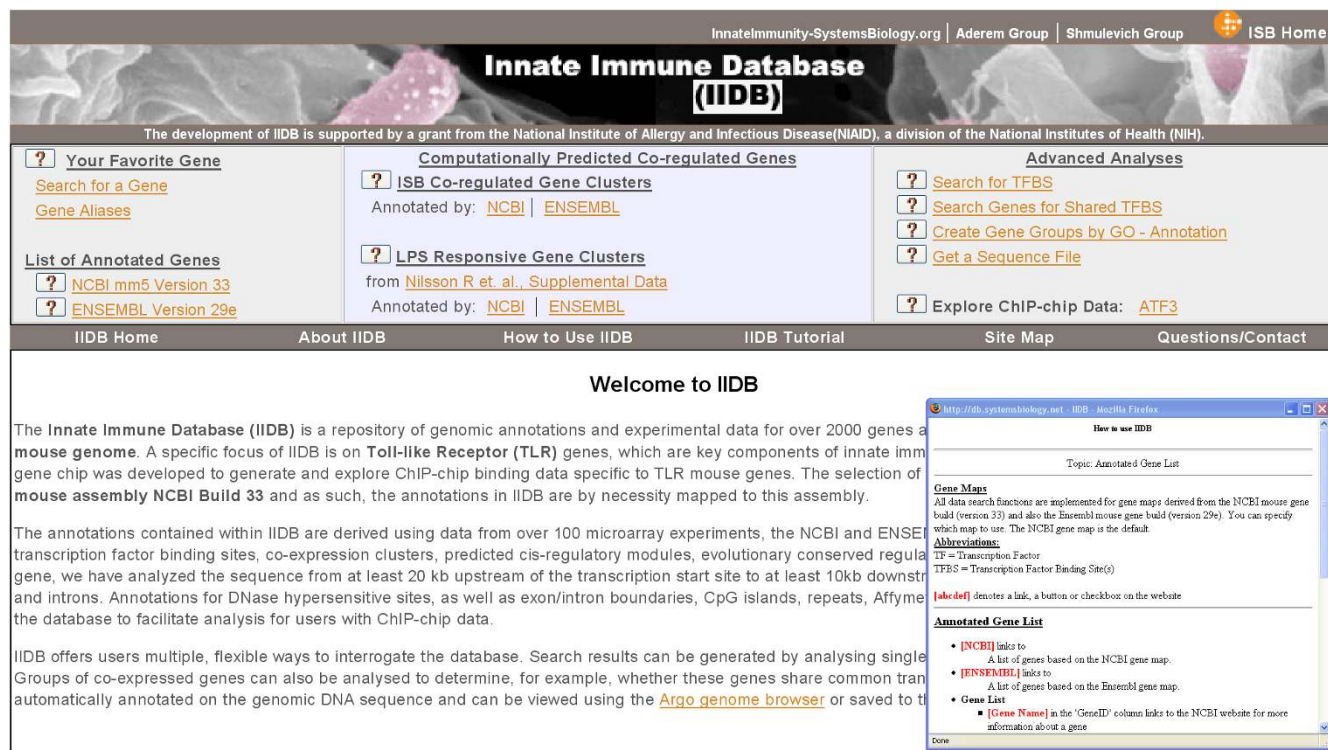 InnateImmunity-SystemsBiology.org | Aderem Group | Shmulevich Group ISB Home
Innate Immune Database
(IIDB)
The development of IIDB is supported by a grant from the National Institute of Allergy and Infectious Disease(NIAID), a division of the National Institutes of Health (NIH).
? Your Favorite Gene
Search for a Gene
Gene Aliases
List of Annotated Genes
? NCBI mm5 Version 33
? ENSEMBL Version 29e
Computationally Predicted Co-regulated Genes
? ISB Co-regulated Gene Clusters
Annotated by: NCBI | ENSEMBL
? LPS Responsive Gene Clusters
from Nilsson R et. al., Supplemental Data
Annotated by: NCBI | ENSEMBL
Advanced Analyses
? Search for TFBS
? Search Genes for Shared TFBS
? Create Gene Groups by GO - Annotation
? Get a Sequence File
? Explore ChIP-chip Data: ATF3
IIDB Home About IIDB How to Use IIDB IIDB Tutorial Site Map Questions/Contact
Welcome to IIDB
The Innate Immune Database (IIDB) is a repository of genomic annotations and experimental data for over 2000 genes a
mouse genome. A specific focus of IIDB is on Toll-like Receptor (TLR) genes, which are key components of innate imm
gene chip was developed to generate and explore ChIP-chip binding data specific to TLR mouse genes. The selection of
mouse assembly NCBI Build 33 and as such, the annotations in IIDB are by necessity mapped to this assembly.
The annotations contained within IIDB are derived using data from over 100 microarray experiments, the NCBI and ENSE
transcription factor binding sites, co-expression clusters, predicted cis-regulatory modules, evolutionary conserved regula
gene, we have analyzed the sequence from at least 20 kb upstream of the transcription start site to at least 10kb downstr
and introns. Annotations for DNase hypersensitive sites, as well as exon/intron boundaries, CpG islands, repeats, Affyme
the database to facilitate analysis for users with ChIP-chip data.
IIDB offers users multiple, flexible ways to interrogate the database. Search results can be generated by analysing single
Groups of co-expressed genes can also be analysed to determine, for example, whether these genes share common tran
automatically annotated on the genomic DNA sequence and can be viewed using the Argo genome browser or saved to t
http://db.systemsbiology.net - IIDB - Mozilla Firefox
How to use IIDB
Topic: Annotated Gene List
Gene Maps
All data search functions are implemented for gene maps derived from the NCBI mouse gene
build (version 33) and also the Ensembl mouse gene build (version 29e). You can specify
which map to use. The NCBI gene map is the default.
Abbreviations:
TF = Transcription Factor
TFBS = Transcription Factor Binding Site(s)
[abcdef] denotes a link, a button or checkbox on the website
Annotated Gene List
• [NCBI] links to
A list of genes based on the NCBI gene map.
• [ENSEMBL] links to
A list of genes based on the Ensembl gene map.
• Gene List
▪ [Gene Name] in the 'GeneID' column links to the NCBI website for more
information about a gene
Done